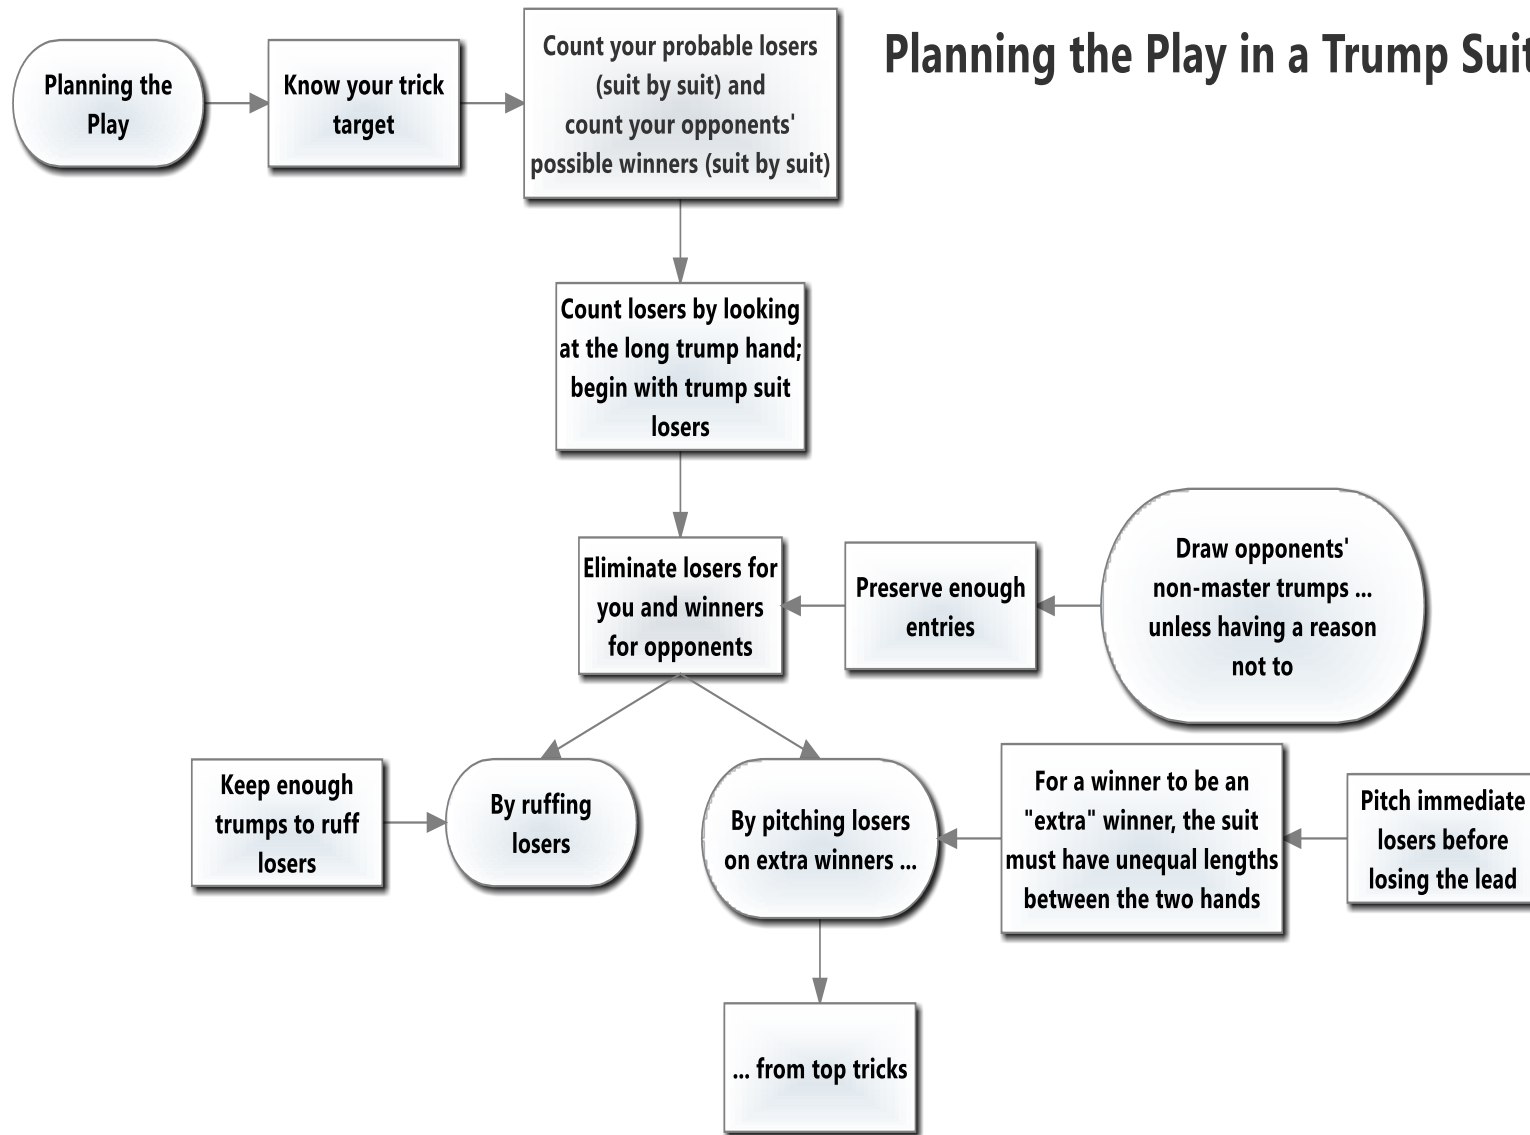 Planning the Play in a Trump Suit
Planning the
Play
Know your trick
target
Count your probable losers
(suit by suit) and
count your opponents'
possible winners (suit by suit)
Count losers by looking
at the long trump hand;
begin with trump suit
losers
Eliminate losers for
you and winners
for opponents
Preserve enough
entries
Draw opponents'
non-master trumps ...
unless having a reason
not to
Keep enough
trumps to ruff
losers
By ruffing
losers
By pitching losers
on extra winners ...
For a winner to be an
"extra" winner, the suit
must have unequal lengths
between the two hands
Pitch immediate
losers before
losing the lead
... from top tricks